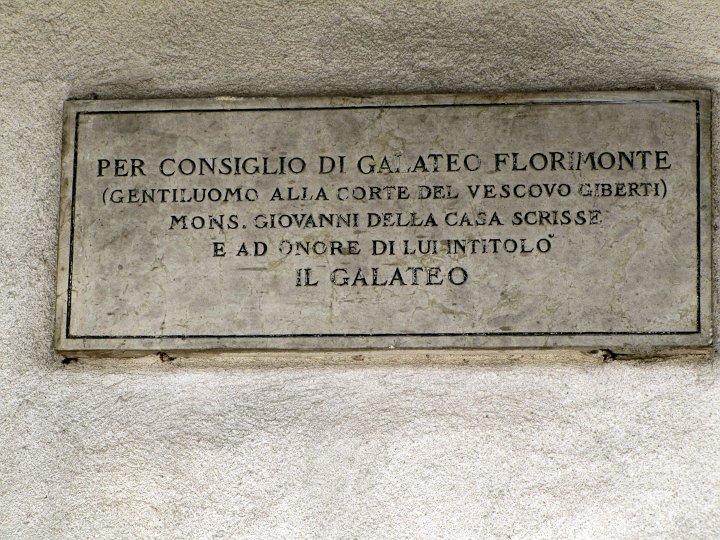 PER CONSIGLIO DI GALATEO FLORIMONTE
(GENTILUOMO ALLA CORTE DEL VESCOVO GIBERTI)
MONS. GIOVANNI DELLA CASA SCRISSE
E AD ONORE DI LUI INTITOLO̓
IL GALATEO